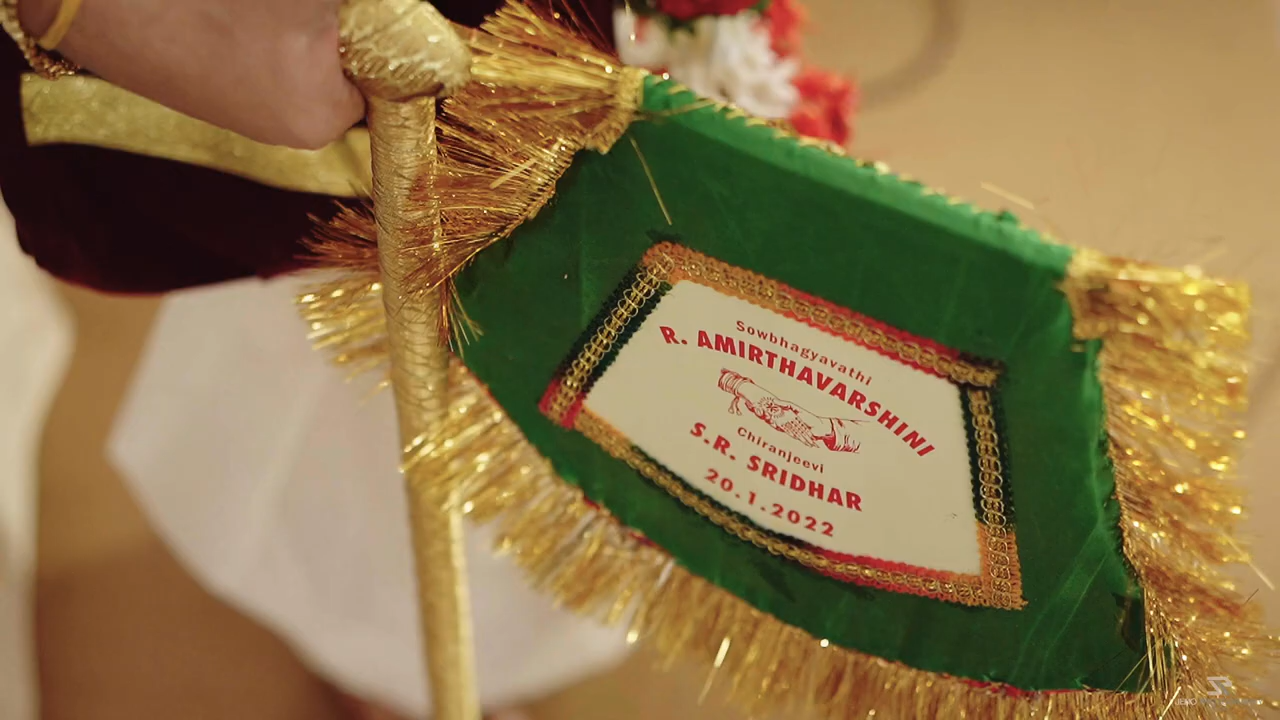 Sowbhagyavathi
R. AMIRTHAVARSHINI
Chiranjeevi
S.R. SRIDHAR
20.1.2022